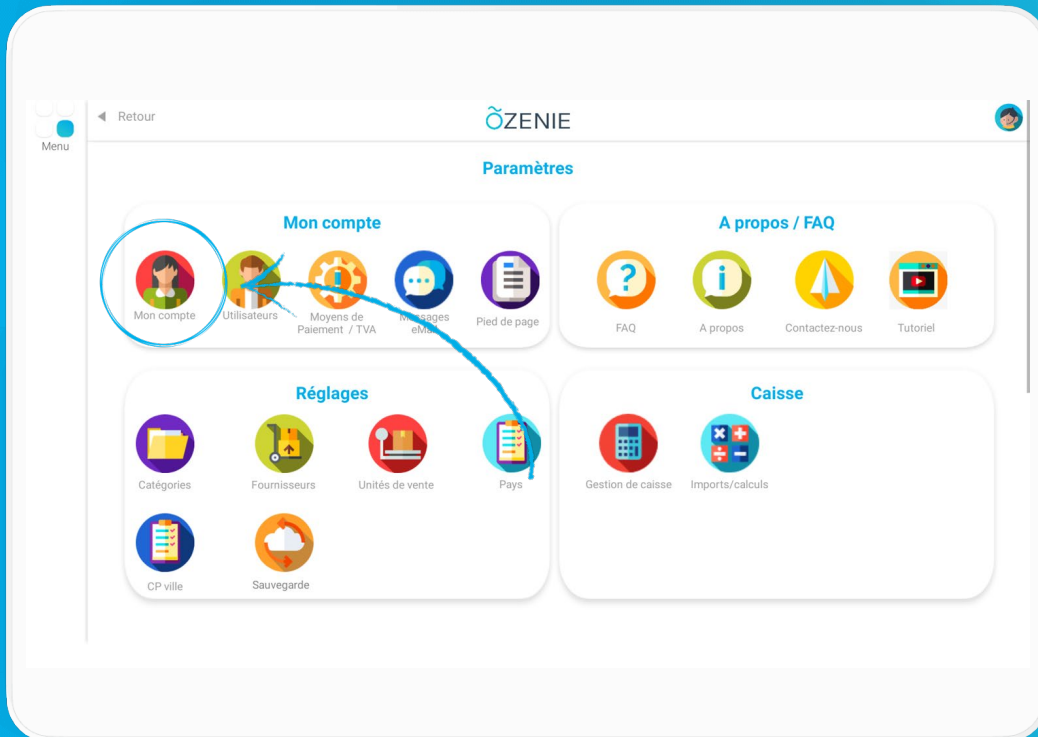 Retour
ÕZENIE
Menu
Paramètres
Mon compte
Mon compte
Utilisateurs
Moyens de
Paiement / TVA
Messages
eMail
Pied de page
A propos / FAQ
FAQ
A propos
Contactez-nous
Tutoriel
Réglages
Catégories
Fournisseurs
Unités de vente
Pays
CP ville
Sauvegarde
Caisse
Gestion de caisse
Imports/calculs